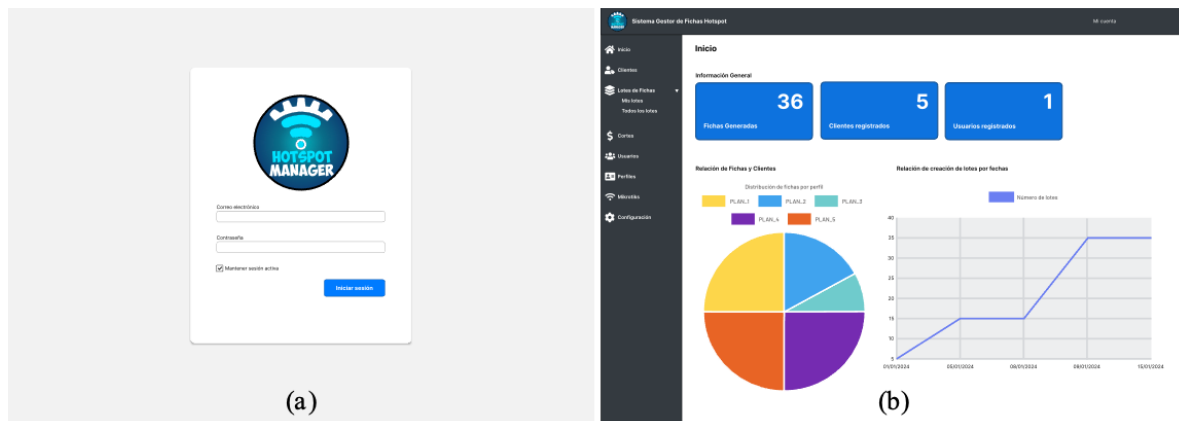 HOTSPOT
MANAGER
Correo electrónico
Contraseña
Mantener sesión activa
Iniciar sesión
(a)
Sistema Gestor de Fichas Hotspot
Mi cuenta
Inicio
Clientes
Lotes de Fichas
Mis lotes
Todos los lotes
Cortes
Usuarios
Perfiles
Mikrotiks
Configuración
Inicio
Información General
36
Fichas Generadas
5
Clientes registrados
1
Usuarios registrados
Relación de Fichas y Clientes
Distribución de fichas por perfil
PLAN_1 PLAN_2 PLAN_3
PLAN_4 PLAN_5
Relación de creación de lotes por fechas
Número de lotes
40
35
30
25
20
15
10
5
01/01/2024 05/01/2024 08/01/2024 09/01/2024 15/01/2024
(b)